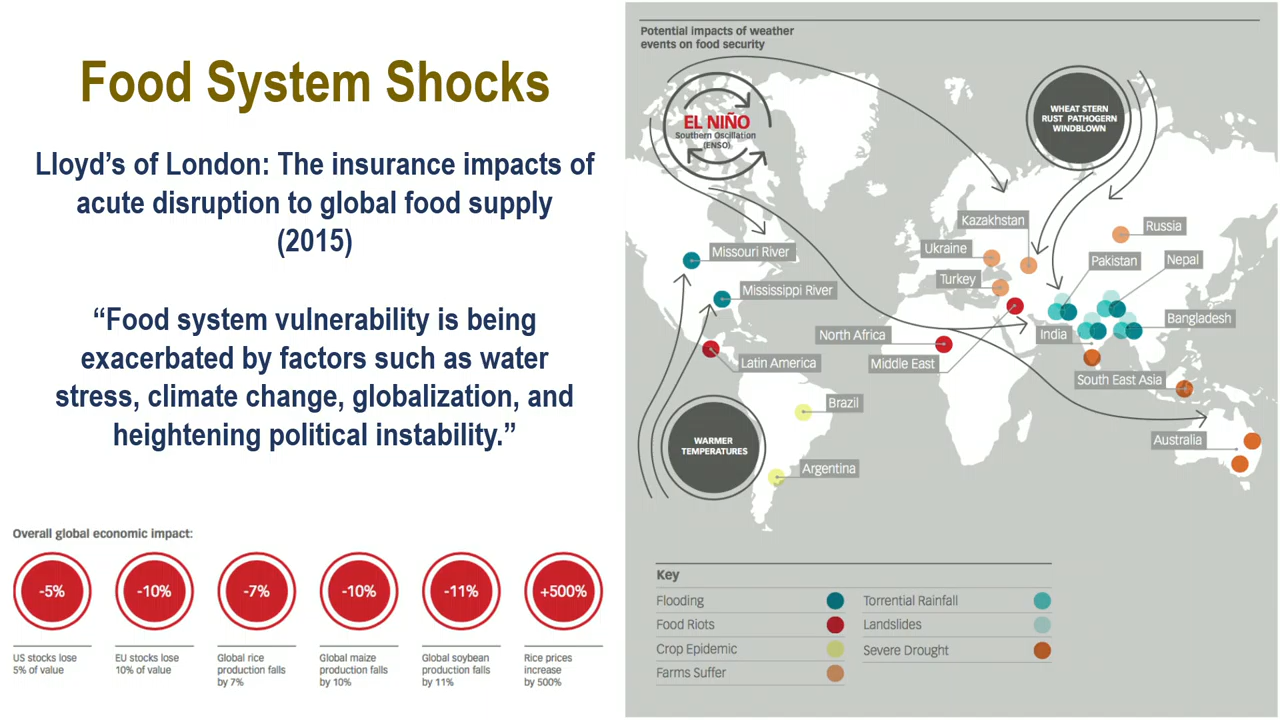 Food System Shocks
Lloyd’s of London: The insurance impacts of
acute disruption to global food supply
(2015)
“Food system vulnerability is being
exacerbated by factors such as water
stress, climate change, globalization, and
heightening political instability.”
Overall global economic impact:
-5%
-10%
-7%
-10%
-11%
+500%
US stocks lose
5% of value
EU stocks lose
10% of value
Global rice
production falls
by 7%
Global maize
production falls
by 10%
Global soybean
production falls
by 11%
Rice prices
increase
by 500%
Potential impacts of weather
events on food security
EL NIÑO
Southern Oscillation
(ENSO)
WHEAT STERN
RUST PATHOGERN
WINDBLOWN
Kazakhstan
Russia
Ukraine
Missouri River
Pakistan
Nepal
Turkey
Mississippi River
Bangladesh
North Africa
India
Latin America
Middle East
South East Asia
Brazil
Australia
WARMER
TEMPERATURES
Argentina
Key
Flooding
Food Riots
Crop Epidemic
Farms Suffer
Torrential Rainfall
Landslides
Severe Drought